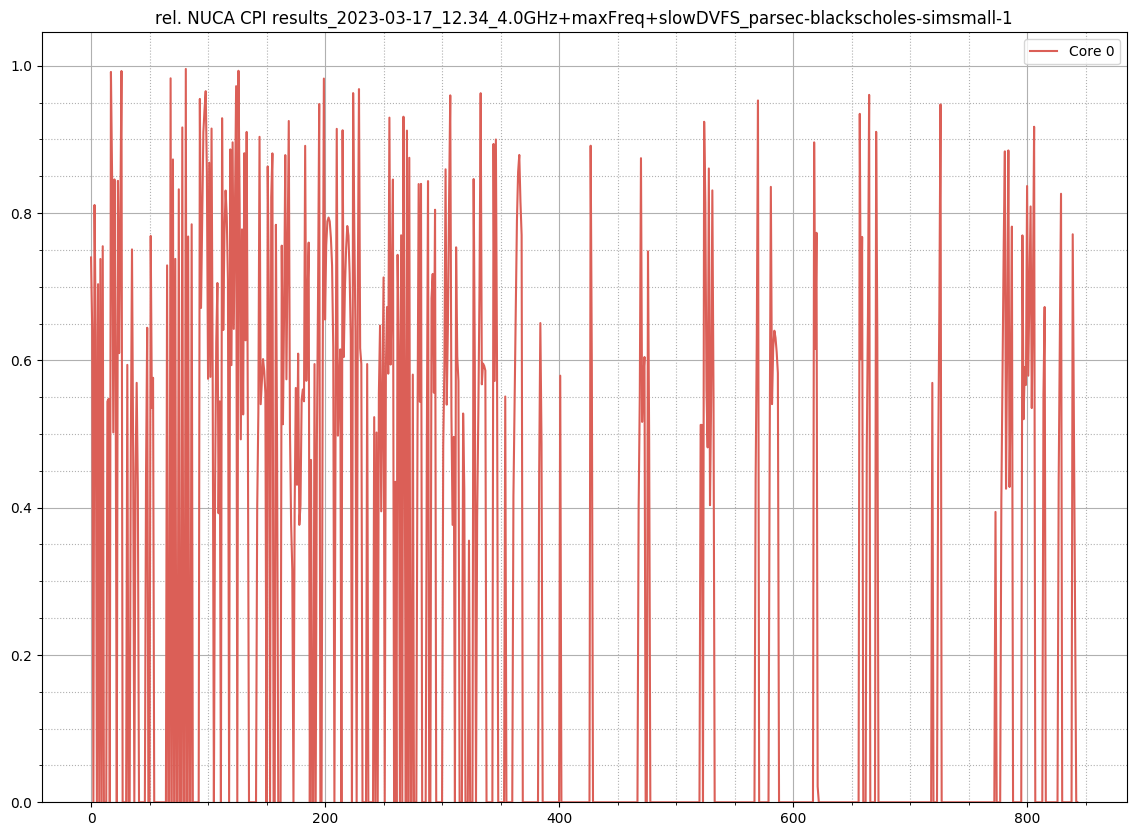 rel. NUCA CPI results_2023-03-17_12.34_4.0GHz+maxFreq+slowDVFS_parsec-blackscholes-simsmall-1
Core 0
1.0
0.8
0.6
0.4
0.2
0.0
0 200 400 600 800